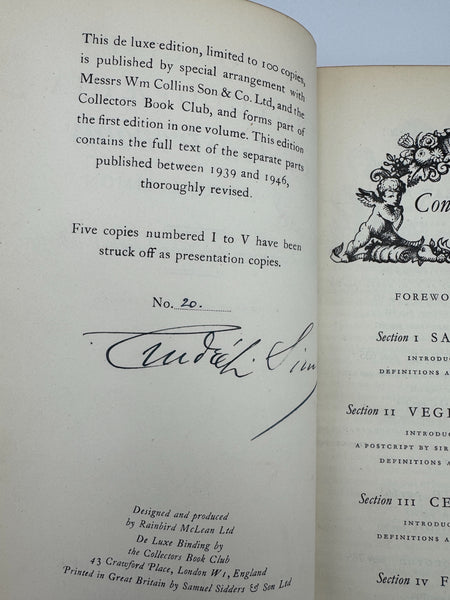 This de luxe edition, limited to 100 copies,
is published by special arrangement with
Messrs Wm Collins Son & Co. Ltd, and the
Collectors Book Club, and forms part of
the first edition in one volume. This edition
contains the full text of the separate parts
published between 1939 and 1946,
thoroughly revised.
Five copies numbered I to V have been
struck off as presentation copies.
No. 20.
Designed and produced
by Rainbird McLean Ltd
De Luxe Binding by
the Collectors Book Club
43 Crawford Place, London W1, England
Printed in Great Britain by Samuel Sidders & Son Ltd
Con
FOREWO
Section I SA
INTRODUC
DEFINITIONS A
Section II VEGE
INTRODUC
A POSTCRIPT BY SIR
DEFINITIONS A
Section III CE
INTRODUC
DEFINITIONS A
Section IV F